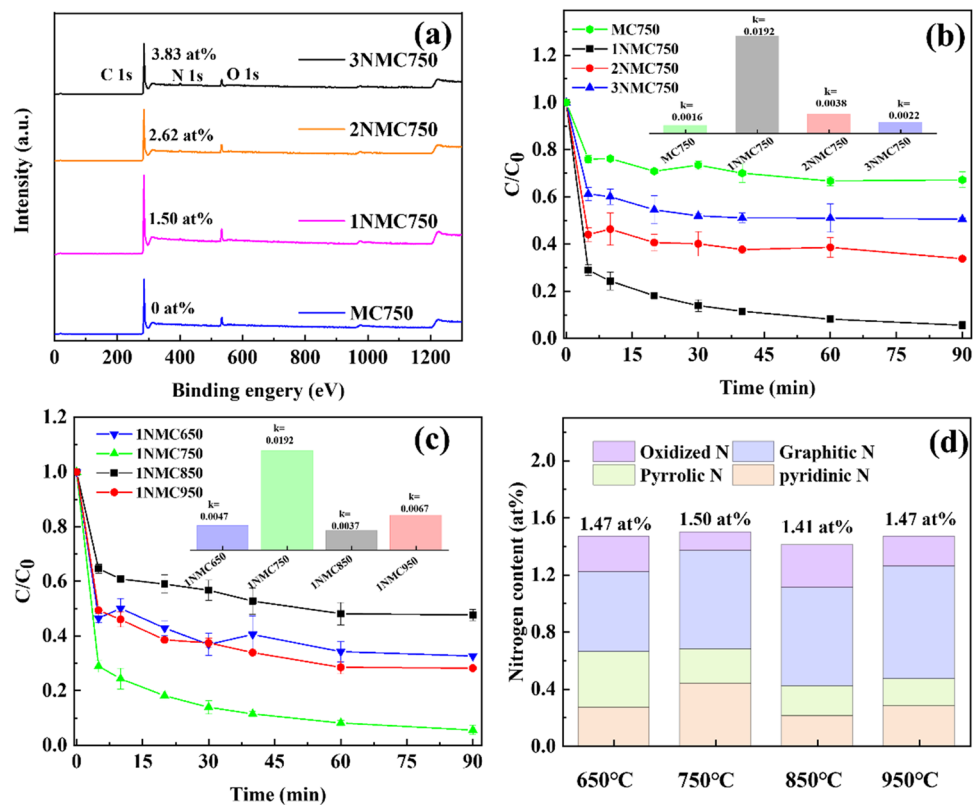 (a)
3.83 at%
3NMC750
C 1s
N 1s
O 1s
2.62 at%
2NMC750
1.50 at%
1NMC750
0 at%
MC750
Intensity (a.u.)
0 200 400 600 800 1000 1200
Binding engery (eV)
(b)
MC750
1NMC750
2NMC750
3NMC750
k=
0.0016
k=
0.0192
k=
0.0038
k=
0.0022
MC750
1NMC750
2NMC750
3NMC750
C/C0
1.2
1.0
0.8
0.6
0.4
0.2
0.0
0 15 30 45 60 75 90
Time (min)
(c)
1NMC650
1NMC750
1NMC850
1NMC950
k=
0.0047
k=
0.0192
k=
0.0037
k=
0.0067
1NMC650
1NMC750
1NMC850
1NMC950
C/C0
1.2
1.0
0.8
0.6
0.4
0.2
0.0
0 15 30 45 60 75 90
Time (min)
(d)
Oxidized N
Graphitic N
Pyrrolic N
pyridinic N
1.47 at%
1.50 at%
1.41 at%
1.47 at%
Nitrogen content (at%)
2.0
1.6
1.2
0.8
0.4
0.0
650°C 750°C 850°C 950°C